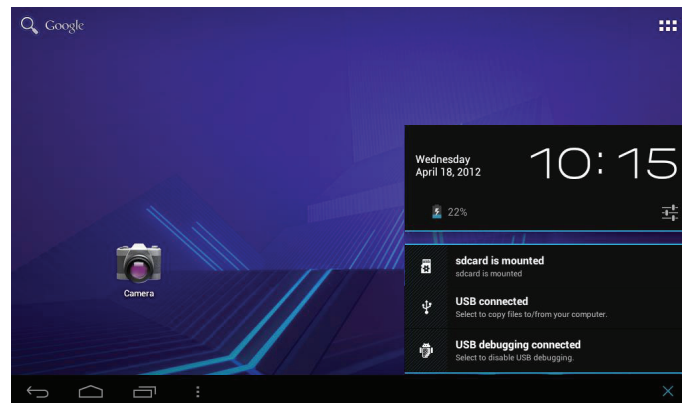 Google
Wednesday
April 18, 2012
10:15
22%
sdcard is mounted
sdcard is mounted
USB connected
Select to copy files to/from your computer.
USB debugging connected
Select to disable USB debugging.
Camera